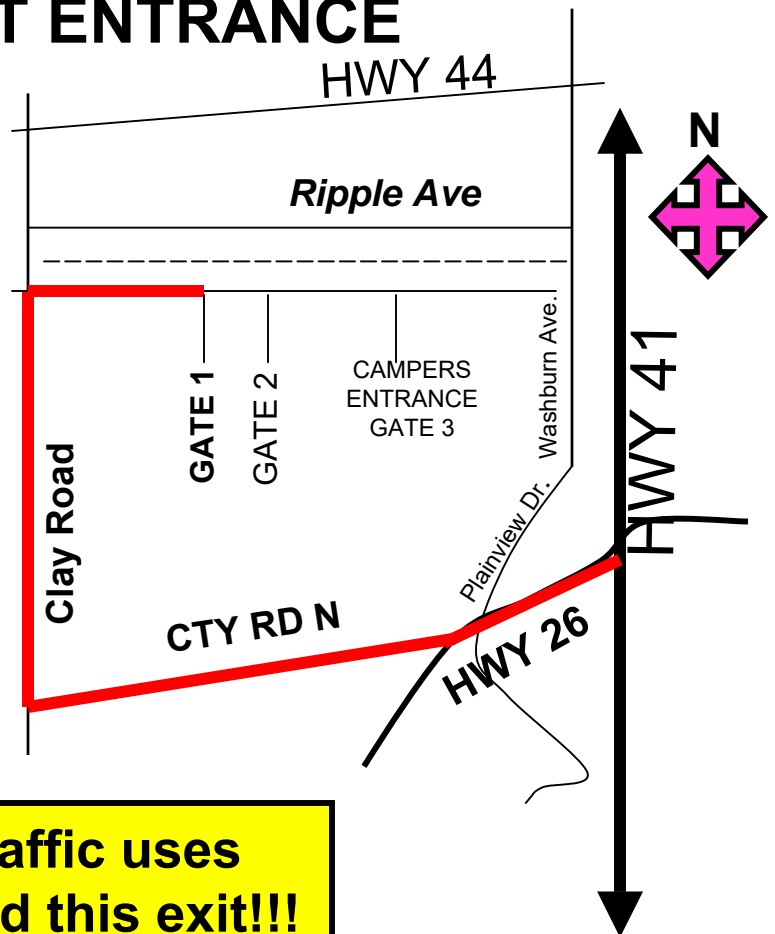 T ENTRANCE
HWY 44
N
Ripple Ave
HWY 41
Washburn Ave.
GATE 1
GATE 2
CAMPERS
ENTRANCE
GATE 3
Clay Road
Plainview Dr.
CTY RD N
HWY 26
affic uses
d this exit!!!